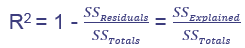 R² = 1 - SS_Residuals / SS_Totals = SS_Explained / SS_Totals